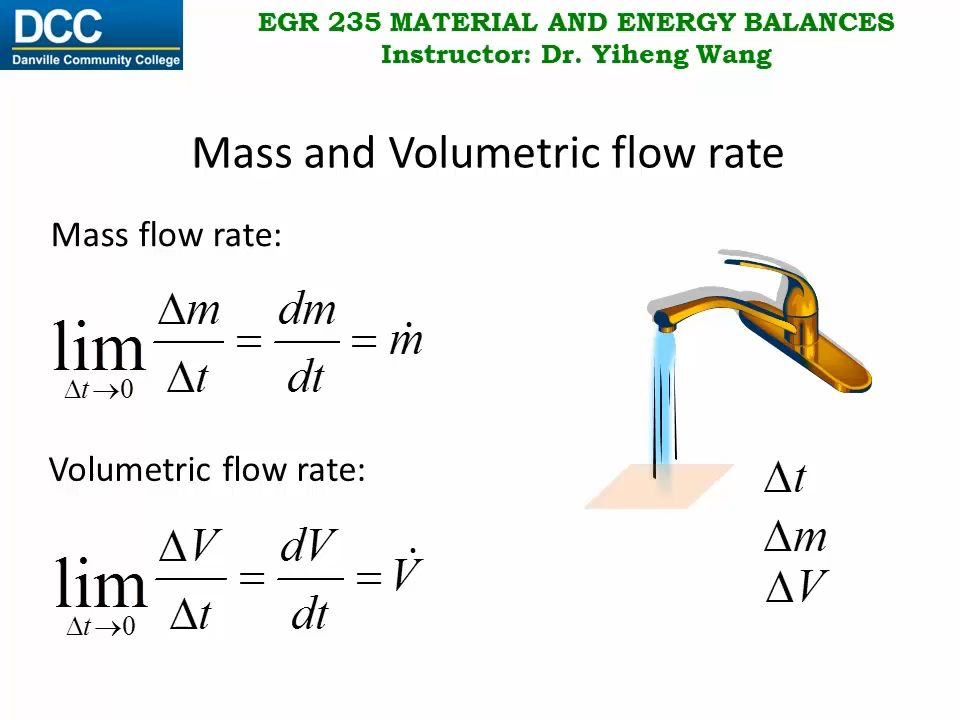 DCC
Danville Community College
EGR 235 MATERIAL AND ENERGY BALANCES
Instructor: Dr. Yiheng Wang
Mass and Volumetric flow rate
Mass flow rate:
lim Δt→0 Δm/Δt = dm/dt = ṁ
Volumetric flow rate:
lim Δt→0 ΔV/Δt = dV/dt = V̇
Δt
Δm
ΔV